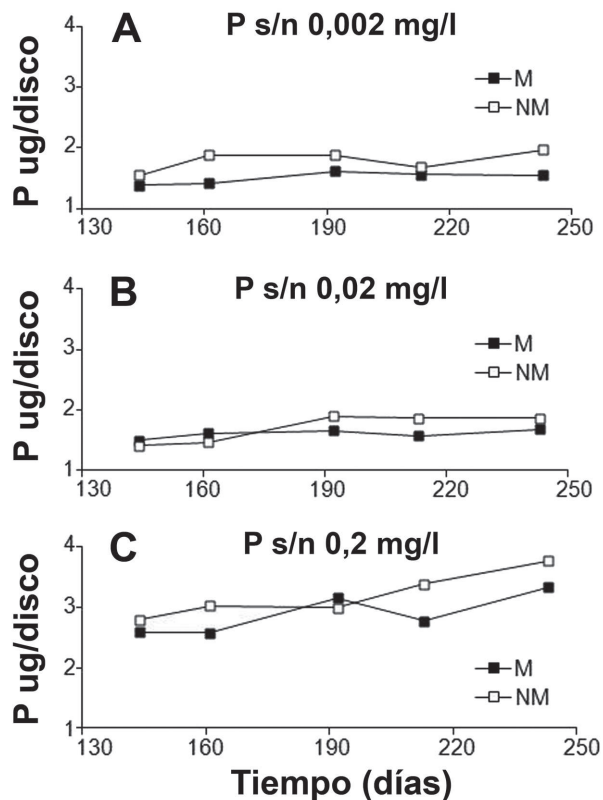 A P s/n 0,002 mg/l
P ug/disco
4
3
2
1
M
NM
130 160 190 220 250
B P s/n 0,02 mg/l
P ug/disco
4
3
2
1
M
NM
130 160 190 220 250
C P s/n 0,2 mg/l
P ug/disco
4
3
2
1
M
NM
130 160 190 220 250
Tiempo (días)